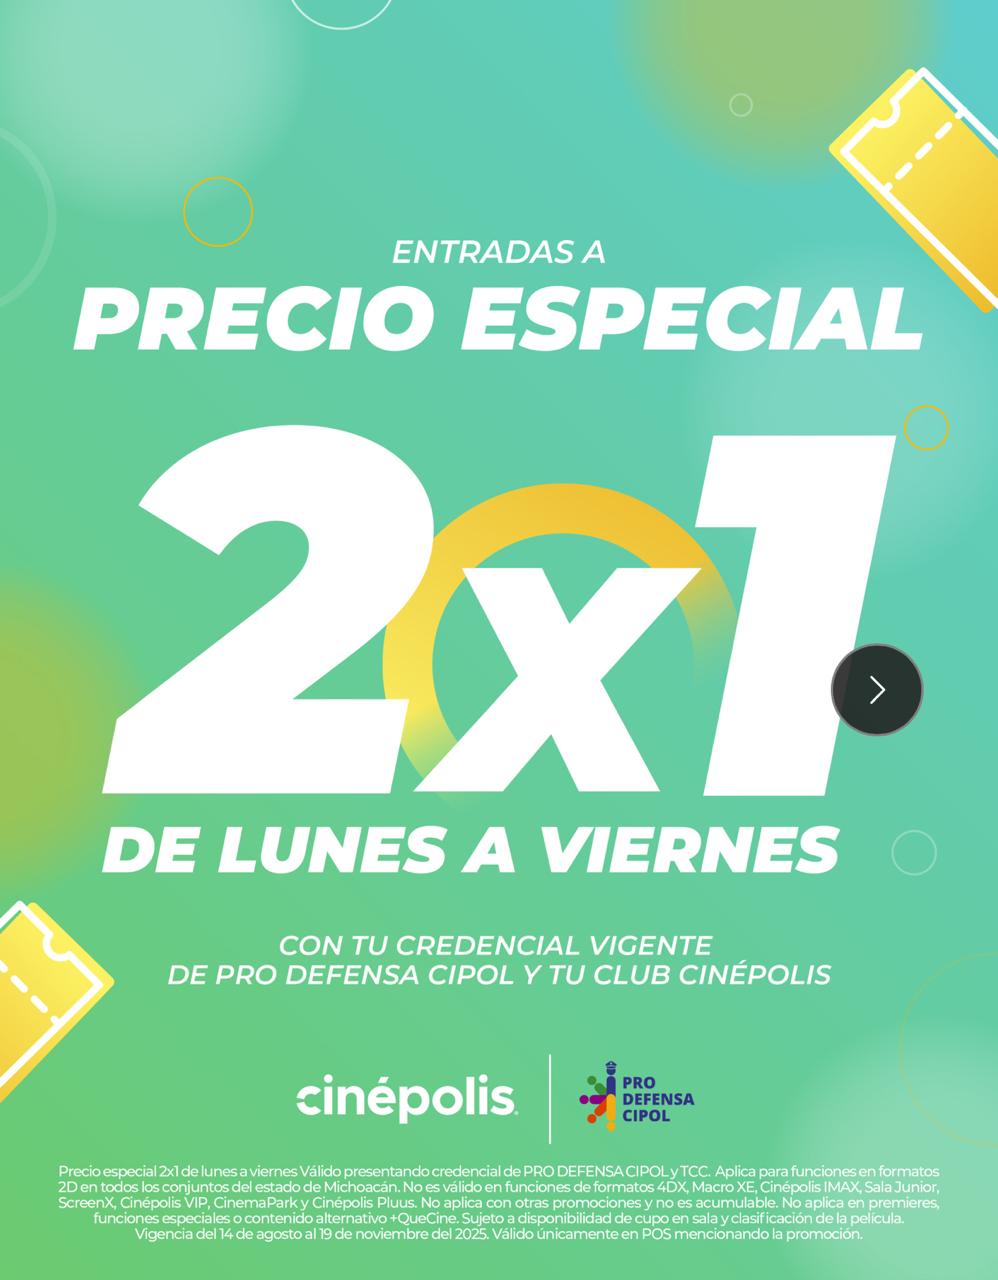 ENTRADAS A
PRECIO ESPECIAL
2x1
DE LUNES A VIERNES
CON TU CREDENCIAL VIGENTE
DE PRO DEFENSA CIPOL Y TU CLUB CINÉPOLIS
cinépolis.
PRO
DEFENSA
CIPOL
Precio especial 2x1 de lunes a viernes Válido presentando credencial de PRO DEFENSA CIPOL y TCC. Aplica para funciones en formatos
2D en todos los conjuntos del estado de Michoacán. No es válido en funciones de formatos 4DX, Macro XE, Cinépolis IMAX, Sala Junior,
ScreenX, Cinépolis VIP, CinemaPark y Cinépolis Pluus. No aplica con otras promociones y no es acumulable. No aplica en premieres,
funciones especiales o contenido alternativo +QueCine. Sujeto a disponibilidad de cupo en sala y clasificación de la película.
Vigencia del 14 de agosto al 19 de noviembre del 2025. Válido únicamente en POS mencionando la promoción.